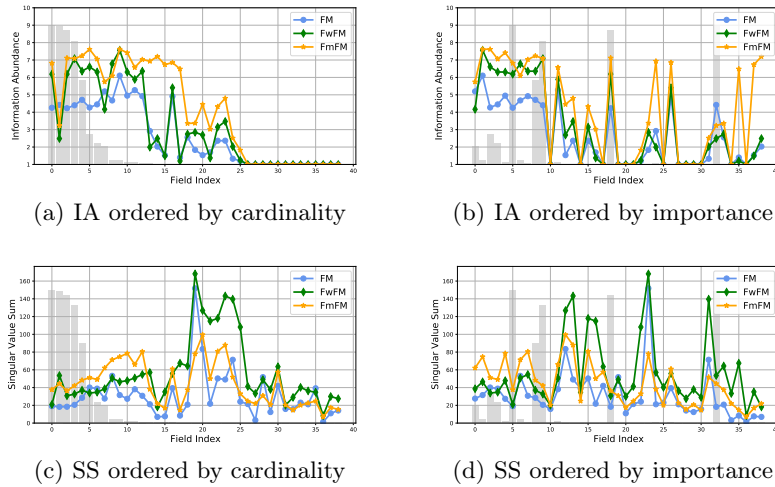 10
9
8
7
6
5
4
3
2
1
Information Abundance
FM
FwFM
FmFM
0 5 10 15 20 25 30 35 40
Field Index
(a) IA ordered by cardinality
10
9
8
7
6
5
4
3
2
1
Information Abundance
FM
FwFM
FmFM
0 5 10 15 20 25 30 35 40
Field Index
(b) IA ordered by importance
160
140
120
100
80
60
40
20
0
Singular Value Sum
FM
FwFM
FmFM
0 5 10 15 20 25 30 35 40
Field Index
(c) SS ordered by cardinality
160
140
120
100
80
60
40
20
0
Singular Value Sum
FM
FwFM
FmFM
0 5 10 15 20 25 30 35 40
Field Index
(d) SS ordered by importance